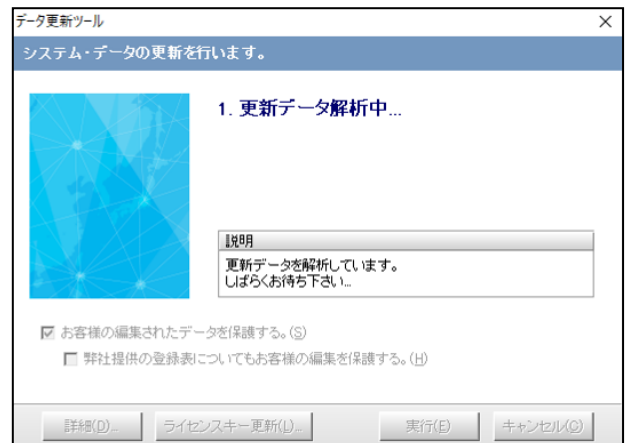 データ更新ツール
システム・データの更新を行います。
1. 更新データ解析中...
説明
更新データを解析しています。
しばらくお待ち下さい...
お客様の編集されたデータを保護する。(S)
弊社提供の登録表についてもお客様の編集を保護する。(H)
詳細(D)... ライセンスキー更新(L)... 実行(E) キャンセル(C)